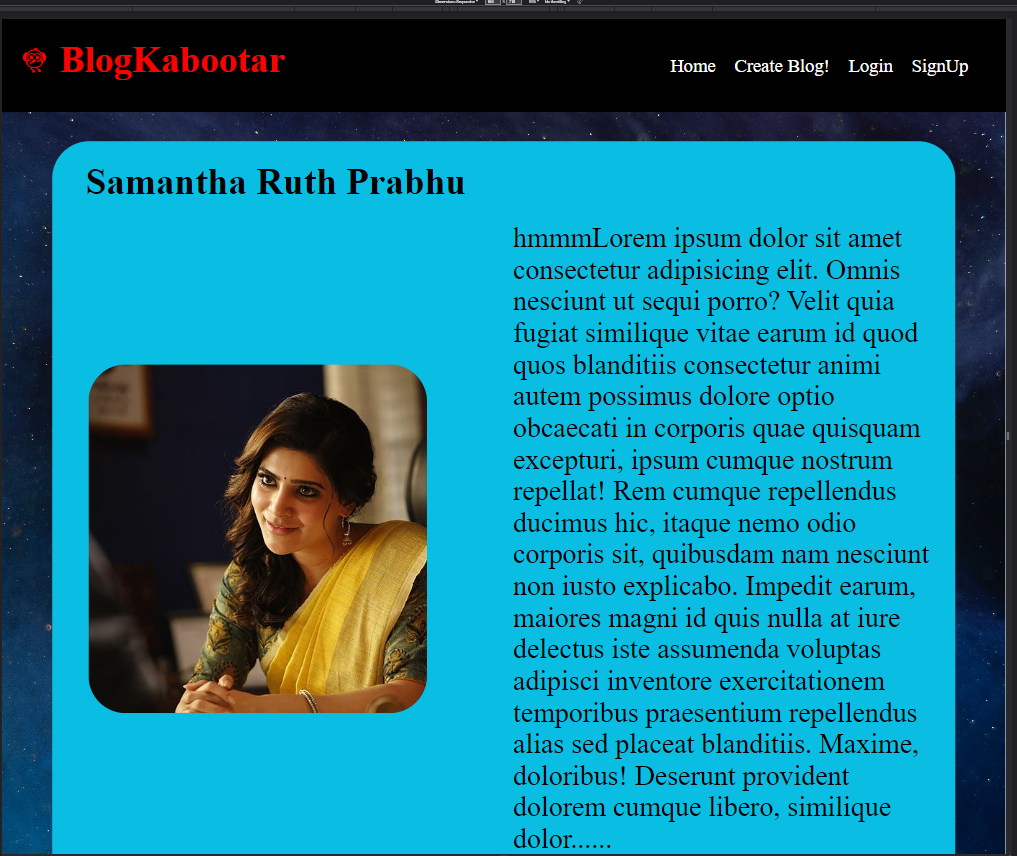 BlogKabootar
Home Create Blog! Login SignUp
Samantha Ruth Prabhu
hmmmLorem ipsum dolor sit amet
consectetur adipisicing elit. Omnis
nesciunt ut sequi porro? Velit quia
fugiat similique vitae earum id quod
quos blanditiis consectetur animi
autem possimus dolore optio
obcaecati in corporis quae quisquam
excepturi, ipsum cumque nostrum
repellat! Rem cumque repellendus
ducimus hic, itaque nemo odio
corporis sit, quibusdam nam nesciunt
non iusto explicabo. Impedit earum,
maiores magni id quis nulla at iure
delectus iste assumenda voluptas
adipisci inventore exercitationem
temporibus praesentium repellendus
alias sed placeat blanditiis. Maxime,
doloribus! Deserunt provident
dolorem cumque libero, similique
dolor......